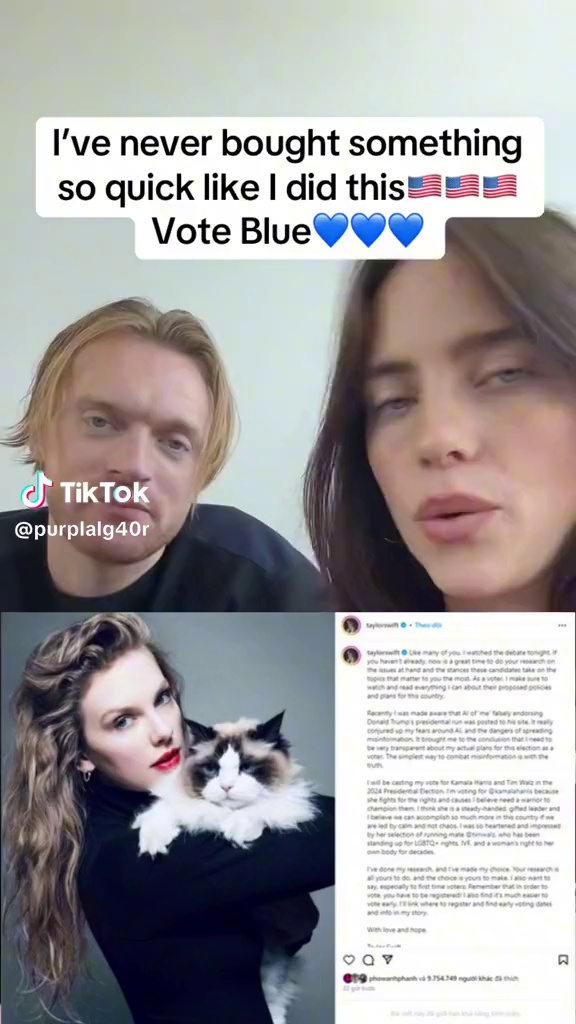 I’ve never bought something
so quick like I did this🇺🇸🇺🇸🇺🇸
Vote Blue💙💙💙
TikTok
@purplalg40r
taylorswift • Theo dõi
taylorswift Like many of you, I watched the debate tonight. If
you haven't already, now is a great time to do your research on
the issues at hand and the stances these candidates take on the
topics that matter to you the most. As a voter, I make sure to
watch and read everything I can about their proposed policies
and plans for this country.
Recently I was made aware that AI of 'me' falsely endorsing
Donald Trump's presidential run was posted to his site. It really
conjured up my fears around AI, and the dangers of spreading
misinformation. It brought me to the conclusion that I need to
be very transparent about my actual plans for this election as a
voter. The simplest way to combat misinformation is with the
truth.
I will be casting my vote for Kamala Harris and Tim Walz in the
2024 Presidential Election. I'm voting for @kamalaharris because
she fights for the rights and causes I believe need a warrior to
champion them. I think she is a steady-handed, gifted leader and
I believe we can accomplish so much more in this country if we
are led by calm and not chaos. I was so heartened and impressed
by her selection of running mate @timwalz, who has been
standing up for LGBTQ+ rights, IVF, and a woman's right to her
own body for decades.
I've done my research, and I've made my choice. Your research is
all yours to do, and the choice is yours to make. I also want to
say, especially to first time voters: Remember that in order to
vote, you have to be registered! I also find it's much easier to
vote early. I'll link where to register and find early voting dates
and info in my story.
With love and hope,
phowanhphanh và 9.754.749 người khác đã thích
22 giờ trước